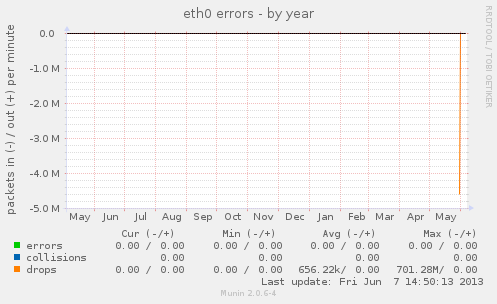 eth0 errors - by year
RRDTOOL / TOBI OETIKER
packets in (-) / out (+) per minute
0.0
-1.0 M
-2.0 M
-3.0 M
-4.0 M
-5.0 M
May Jun Jul Aug Sep Oct Nov Dec Jan Feb Mar Apr May
Cur (-/+) Min (-/+) Avg (-/+) Max (-/+)
errors 0.00 / 0.00 0.00 / 0.00 0.00 / 0.00 0.00 / 0.00
collisions 0.00 0.00 0.00 0.00
drops 0.00 / 0.00 0.00 / 0.00 656.22k/ 0.00 701.28M/ 0.00
Last update: Fri Jun 7 14:50:13 2013
Munin 2.0.6-4